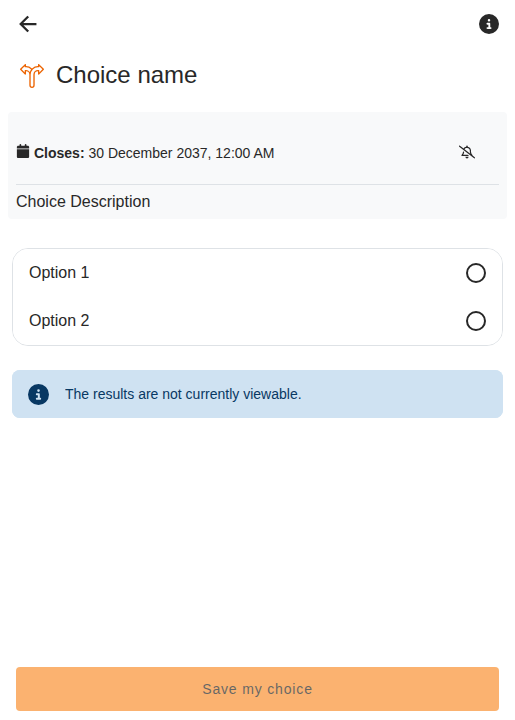 Choice name
Closes: 30 December 2037, 12:00 AM
Choice Description
Option 1
Option 2
The results are not currently viewable.
Save my choice